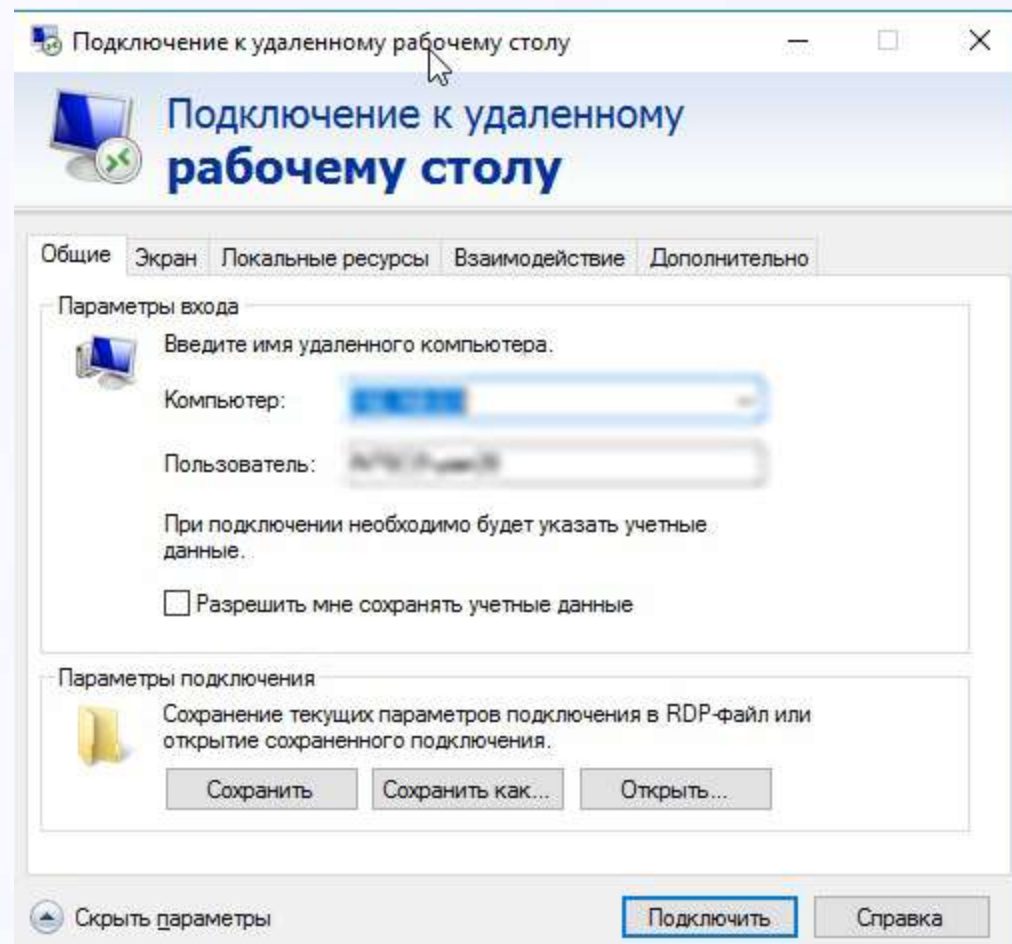 Подключение к удаленному рабочему столу
Подключение к удаленному
рабочему столу
Общие Экран Локальные ресурсы Взаимодействие Дополнительно
Параметры входа
Введите имя удаленного компьютера.
Компьютер:
Пользователь:
При подключении необходимо будет указать учетные
данные.
Разрешить мне сохранять учетные данные
Параметры подключения
Сохранение текущих параметров подключения в RDP-файл или
открытие сохраненного подключения.
Сохранить Сохранить как... Открыть...
Скрыть параметры Подключить Справка